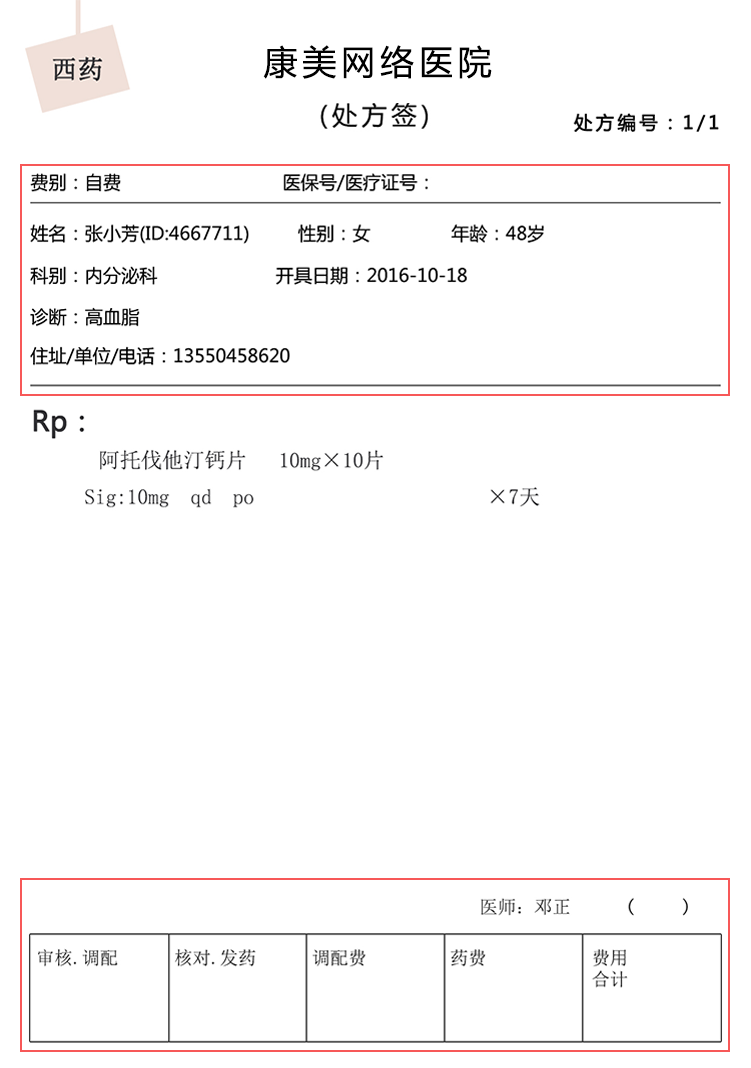 西药
康美网络医院
(处方签)
处方编号：1/1
费别：自费 医保号/医疗证号：
姓名：张小芳(ID:4667711) 性别：女 年龄：48岁
科别：内分泌科 开具日期：2016-10-18
诊断：高血脂
住址/单位/电话：13550458620
Rp：
阿托伐他汀钙片 10mg×10片
Sig:10mg qd po ×7天
医师：邓正 ( )
审核.调配 核对.发药 调配费 药费 费用
合计